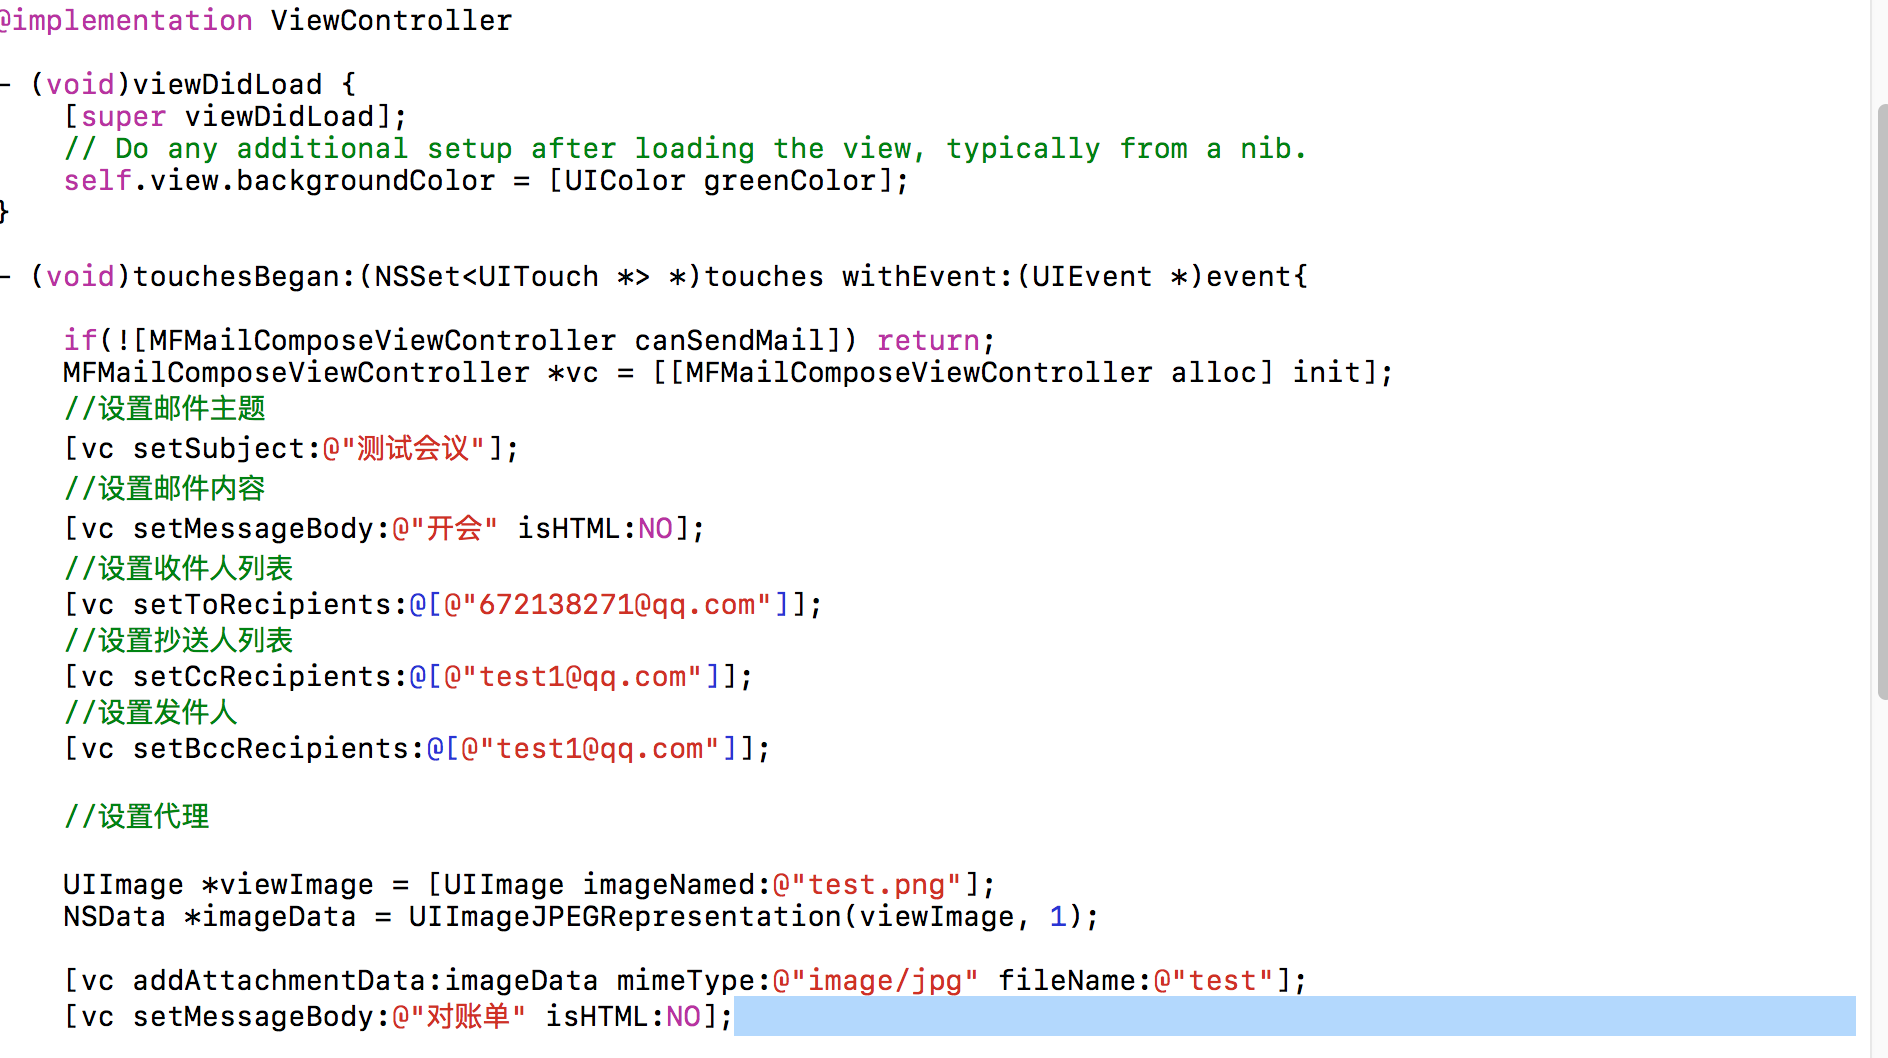 @implementation ViewController
- (void)viewDidLoad {
[super viewDidLoad];
// Do any additional setup after loading the view, typically from a nib.
self.view.backgroundColor = [UIColor greenColor];
}
- (void)touchesBegan:(NSSet<UITouch *> *)touches withEvent:(UIEvent *)event{
if(![MFMailComposeViewController canSendMail]) return;
MFMailComposeViewController *vc = [[MFMailComposeViewController alloc] init];
//设置邮件主题
[vc setSubject:@"测试会议"];
//设置邮件内容
[vc setMessageBody:@"开会" isHTML:NO];
//设置收件人列表
[vc setToRecipients:@[@"672138271@qq.com"]];
//设置抄送人列表
[vc setCcRecipients:@[@"test1@qq.com"]];
//设置发件人
[vc setBccRecipients:@[@"test1@qq.com"]];
//设置代理
UIImage *viewImage = [UIImage imageNamed:@"test.png"];
NSData *imageData = UIImageJPEGRepresentation(viewImage, 1);
[vc addAttachmentData:imageData mimeType:@"image/jpg" fileName:@"test"];
[vc setMessageBody:@"对账单" isHTML:NO];